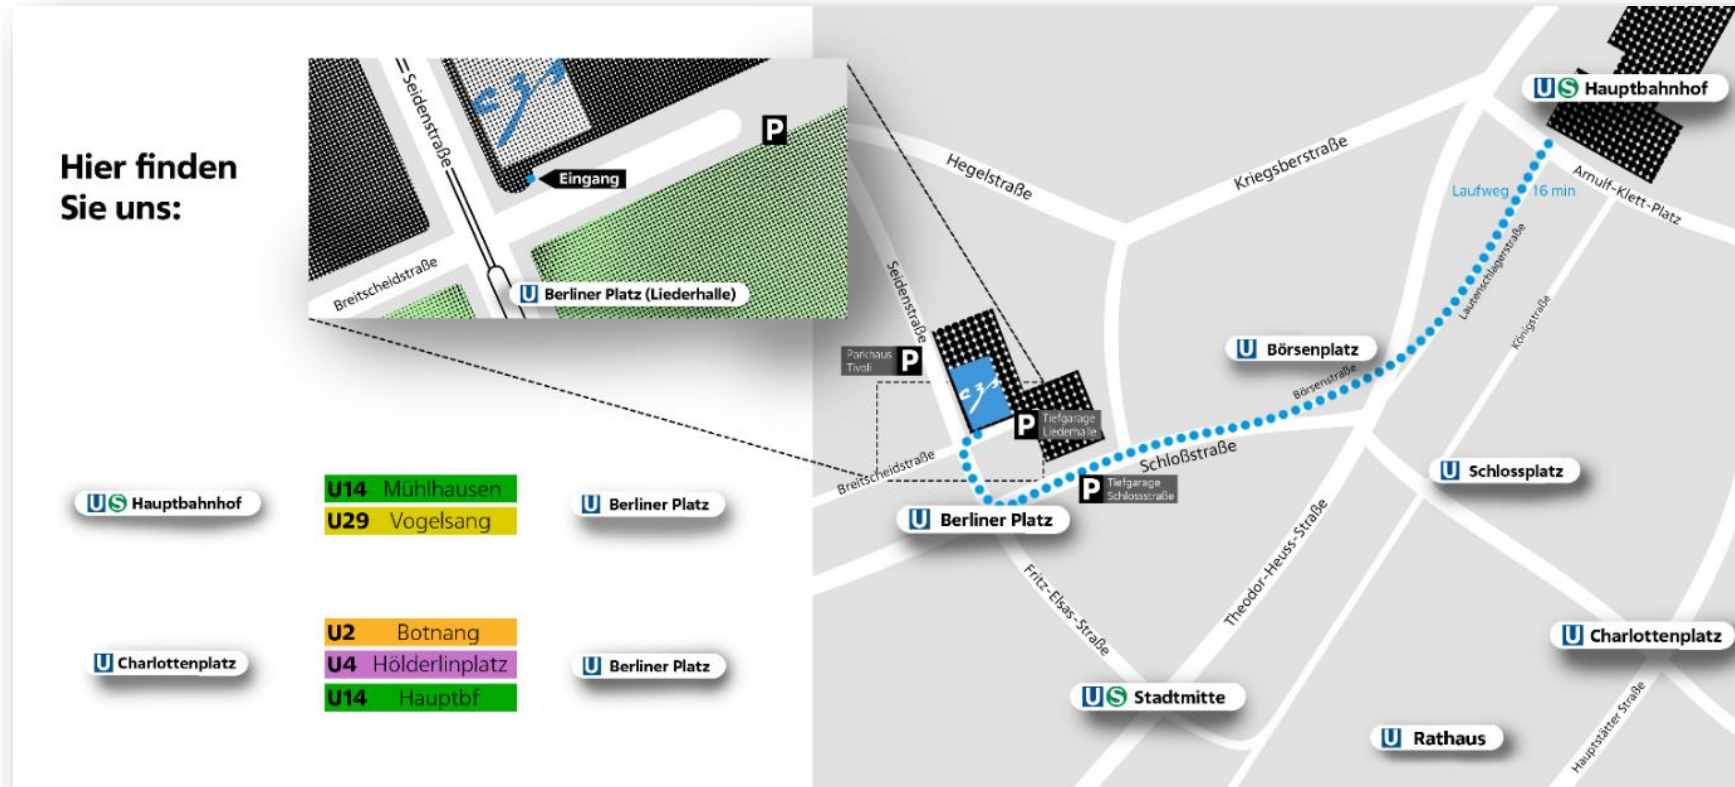 Hier finden
Sie uns:
Seidenstraße
P
Eingang
Breitscheidstraße
U Berliner Platz (Liederhalle)
U S Hauptbahnhof
U14 Mühlhausen
U29 Vogelsang
U Berliner Platz
U Charlottenplatz
U2 Botnang
U4 Hölderlinplatz
U14 Hauptbf
U Berliner Platz
U S Hauptbahnhof
Hegelstraße
Kriegsberstraße
Laufweg 16 min
Arnulf-Klett-Platz
Lautenschlagerstraße
Königstraße
Seidenstraße
Parkhaus
Tivoli
P
U Börsenplatz
Börsenstraße
P
Tiefgarage
Liederhalle
Breitscheidstraße
Schloßstraße
P
Tiefgarage
Schlossstraße
U Schlossplatz
U Berliner Platz
Fritz-Elsas-Straße
Theodor-Heuss-Straße
U Charlottenplatz
U S Stadtmitte
Hauptstätter Straße
U Rathaus